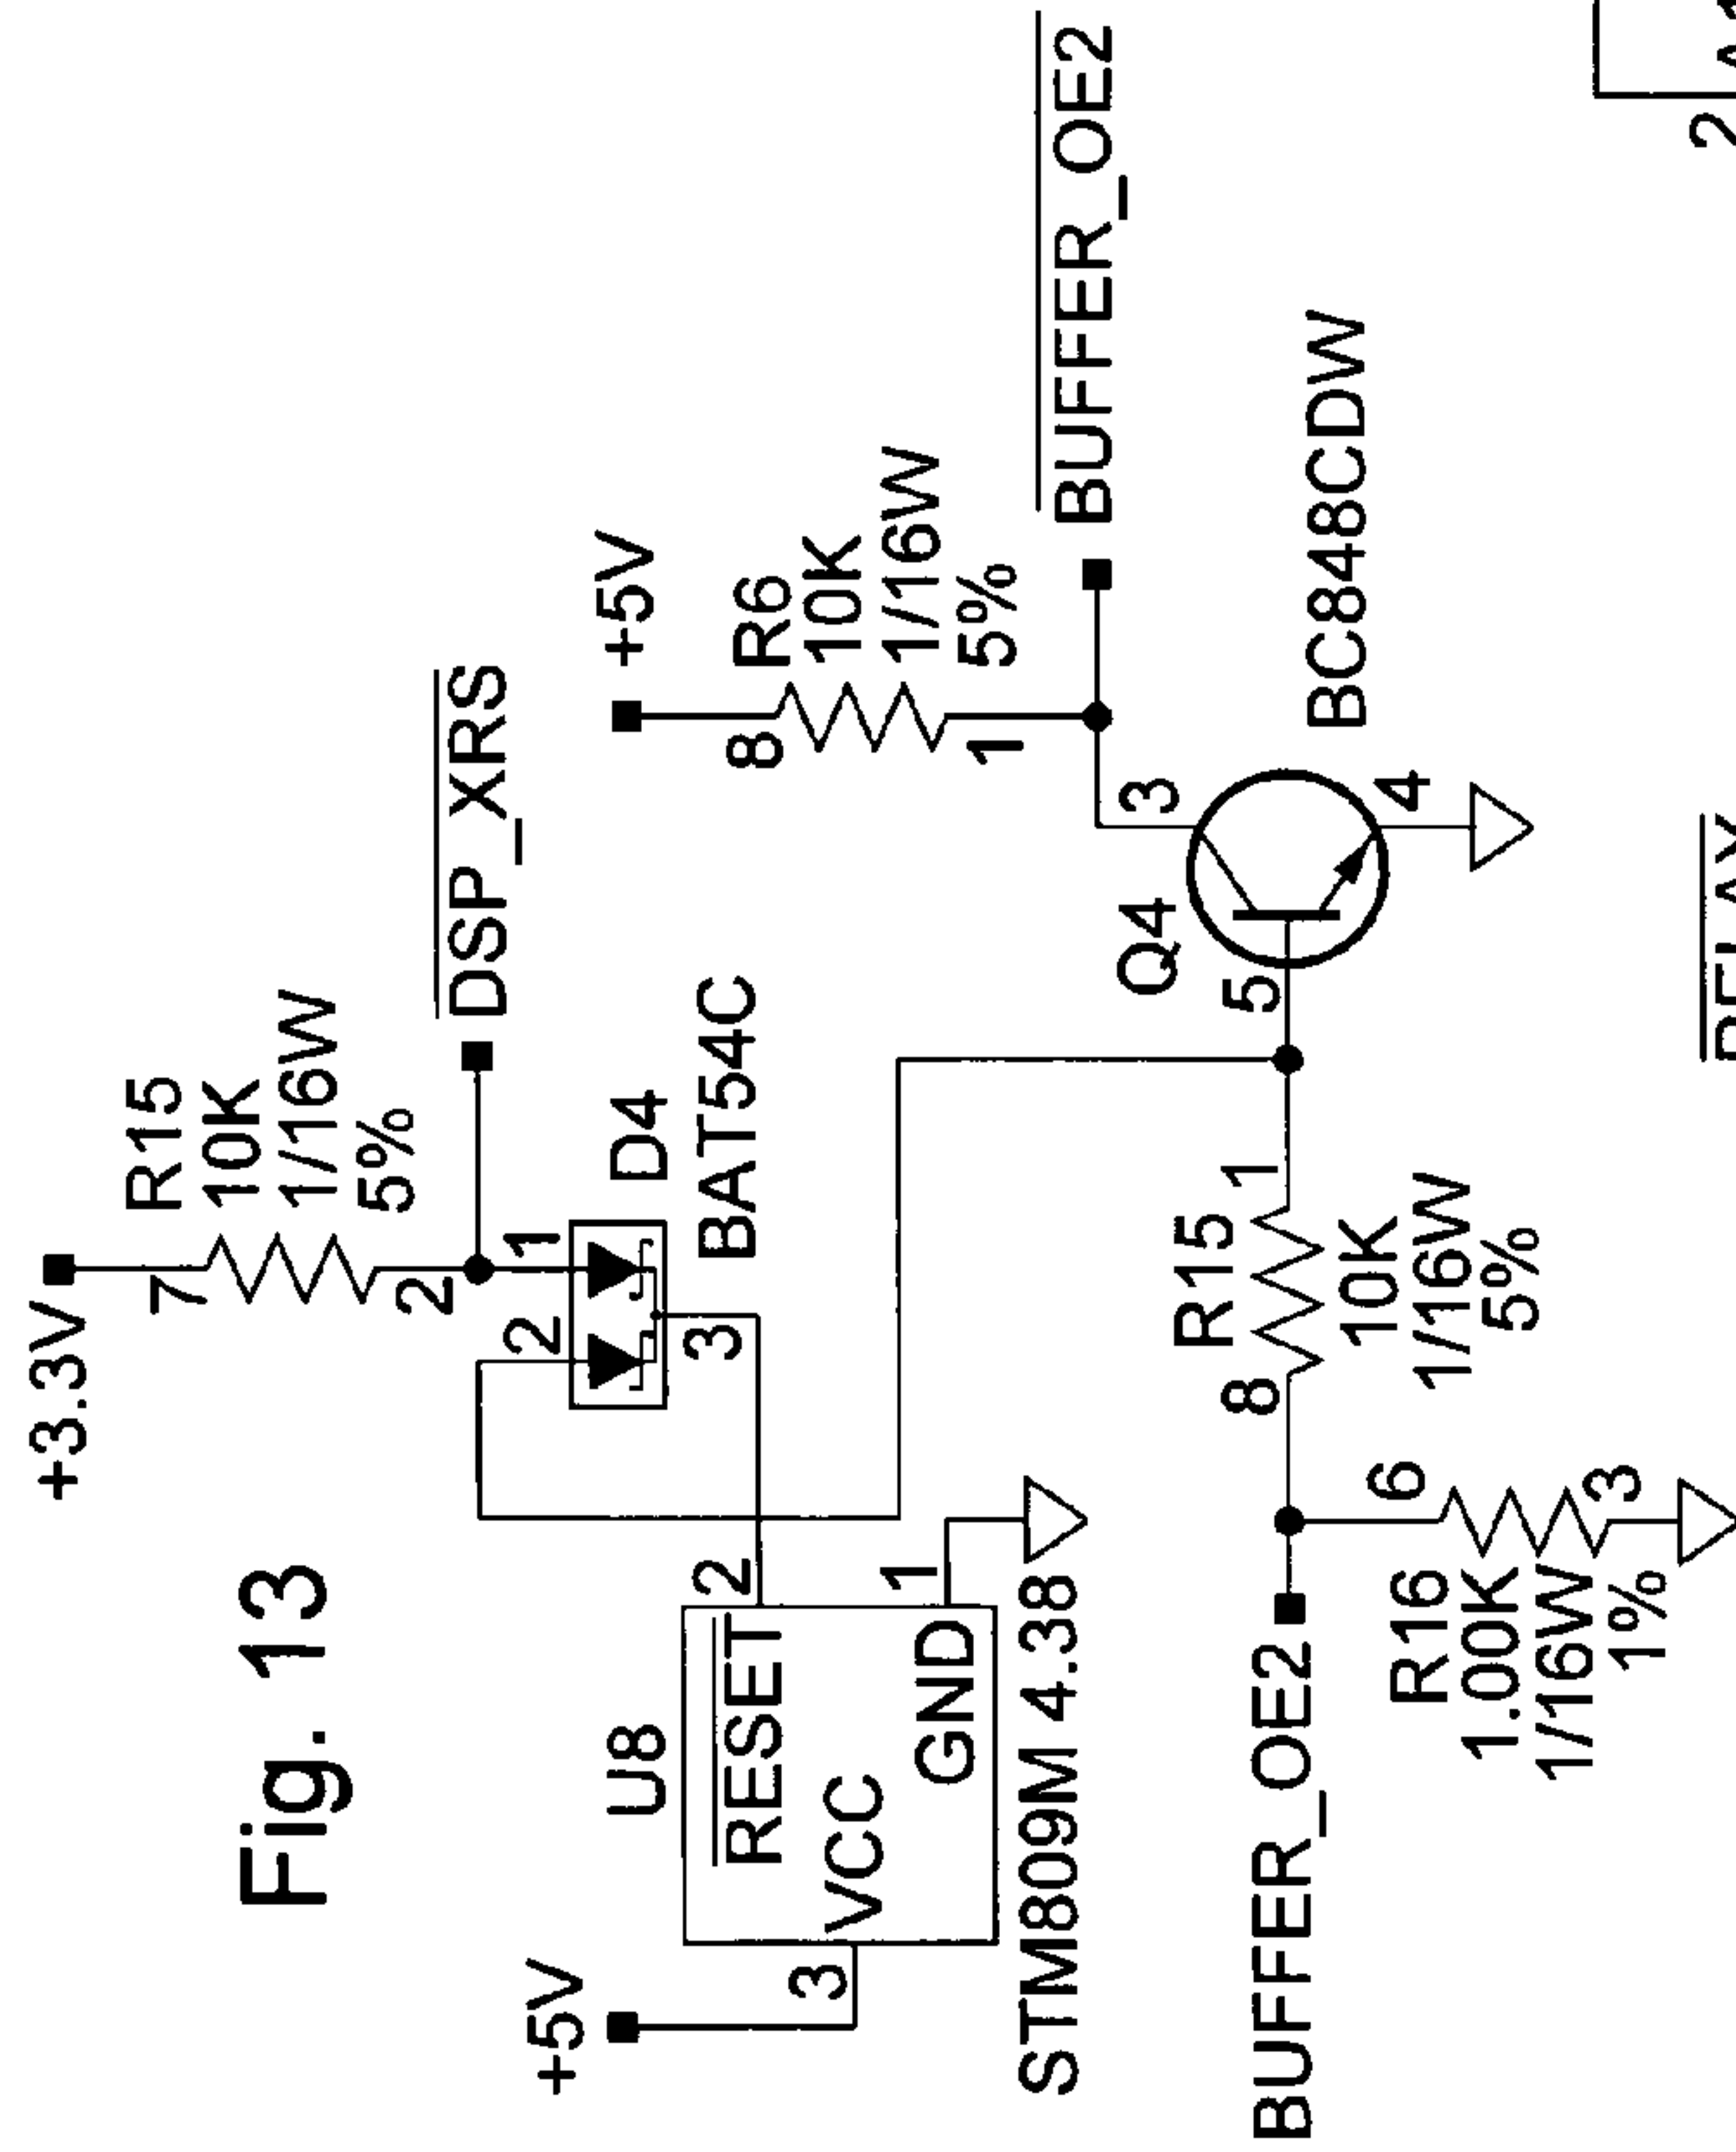 Fig. 13
+3.3V
7
R15
10K
1/16W
5%
2
DSP_XRS
1
2
3
D4
BAT54C
+5V
3
U8
RESET
VCC
GND
2
1
STM809M 4.38
+5V
8
R6
10K
1/16W
5%
1
BUFFER_OE2
3
Q4
5
4
BC848CDW
BUFFER_OE2
8
R15
1
10K
1/16W
5%
6
R16
1.00K
1/16W
1%
3
2